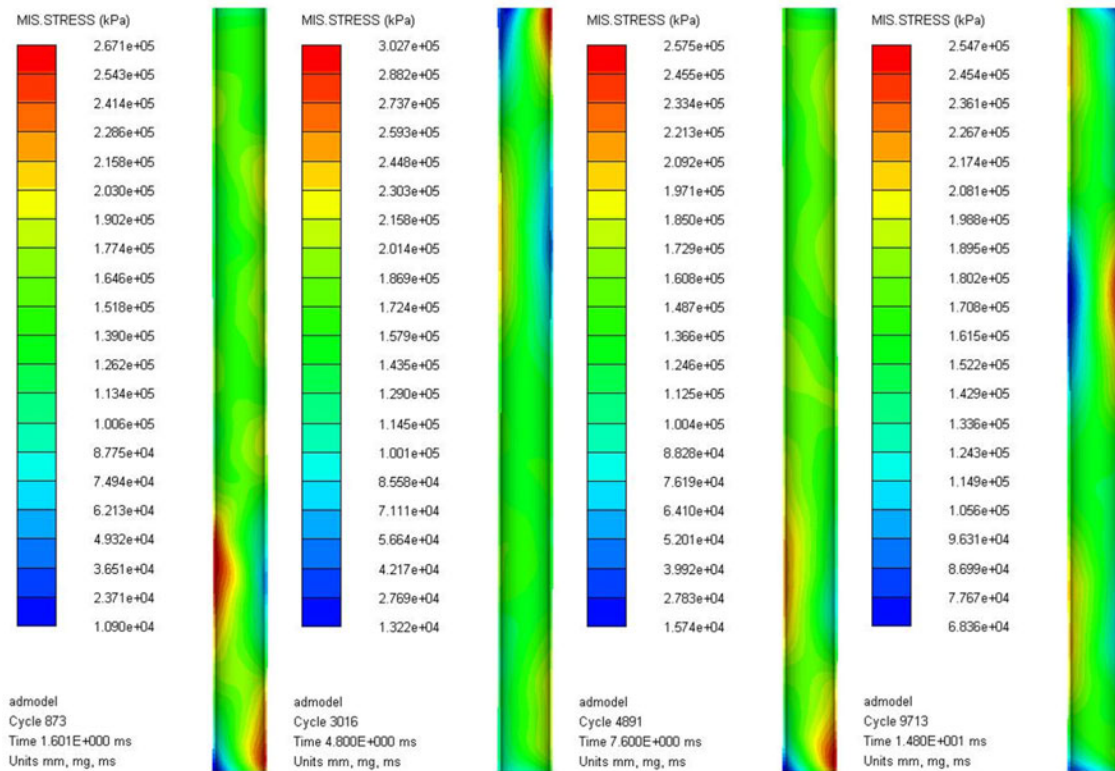 MIS.STRESS (kPa)
2.671e+05
2.543e+05
2.414e+05
2.286e+05
2.158e+05
2.030e+05
1.902e+05
1.774e+05
1.646e+05
1.518e+05
1.390e+05
1.262e+05
1.134e+05
1.006e+05
8.775e+04
7.494e+04
6.213e+04
4.932e+04
3.651e+04
2.371e+04
1.090e+04
admodel
Cycle 873
Time 1.601E+000 ms
Units mm, mg, ms
MIS.STRESS (kPa)
3.027e+05
2.882e+05
2.737e+05
2.593e+05
2.448e+05
2.303e+05
2.158e+05
2.014e+05
1.869e+05
1.724e+05
1.579e+05
1.435e+05
1.290e+05
1.145e+05
1.001e+05
8.558e+04
7.111e+04
5.664e+04
4.217e+04
2.769e+04
1.322e+04
admodel
Cycle 3016
Time 4.800E+000 ms
Units mm, mg, ms
MIS.STRESS (kPa)
2.575e+05
2.455e+05
2.334e+05
2.213e+05
2.092e+05
1.971e+05
1.850e+05
1.729e+05
1.608e+05
1.487e+05
1.366e+05
1.246e+05
1.125e+05
1.004e+05
8.828e+04
7.619e+04
6.410e+04
5.201e+04
3.992e+04
2.783e+04
1.574e+04
admodel
Cycle 4891
Time 7.600E+000 ms
Units mm, mg, ms
MIS.STRESS (kPa)
2.547e+05
2.454e+05
2.361e+05
2.267e+05
2.174e+05
2.081e+05
1.988e+05
1.895e+05
1.802e+05
1.708e+05
1.615e+05
1.522e+05
1.429e+05
1.336e+05
1.243e+05
1.149e+05
1.056e+05
9.631e+04
8.699e+04
7.767e+04
6.836e+04
admodel
Cycle 9713
Time 1.480E+001 ms
Units mm, mg, ms